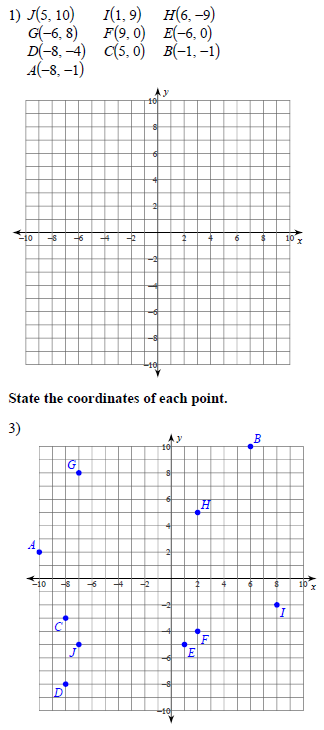 1) J(5, 10) I(1, 9) H(6, −9)
G(−6, 8) F(9, 0) E(−6, 0)
D(−8, −4) C(5, 0) B(−1, −1)
A(−8, −1)
y
10
8
6
4
2
−10 −8 −6 −4 −2 2 4 6 8 10 x
−2
−4
−6
−8
−10
State the coordinates of each point.
3)
y
B
10
G
8
6
H
4
A
2
−10 −8 −6 −4 −2 2 4 6 8 10 x
−2
I
C
−4
F
J
E
−6
−8
D
−10